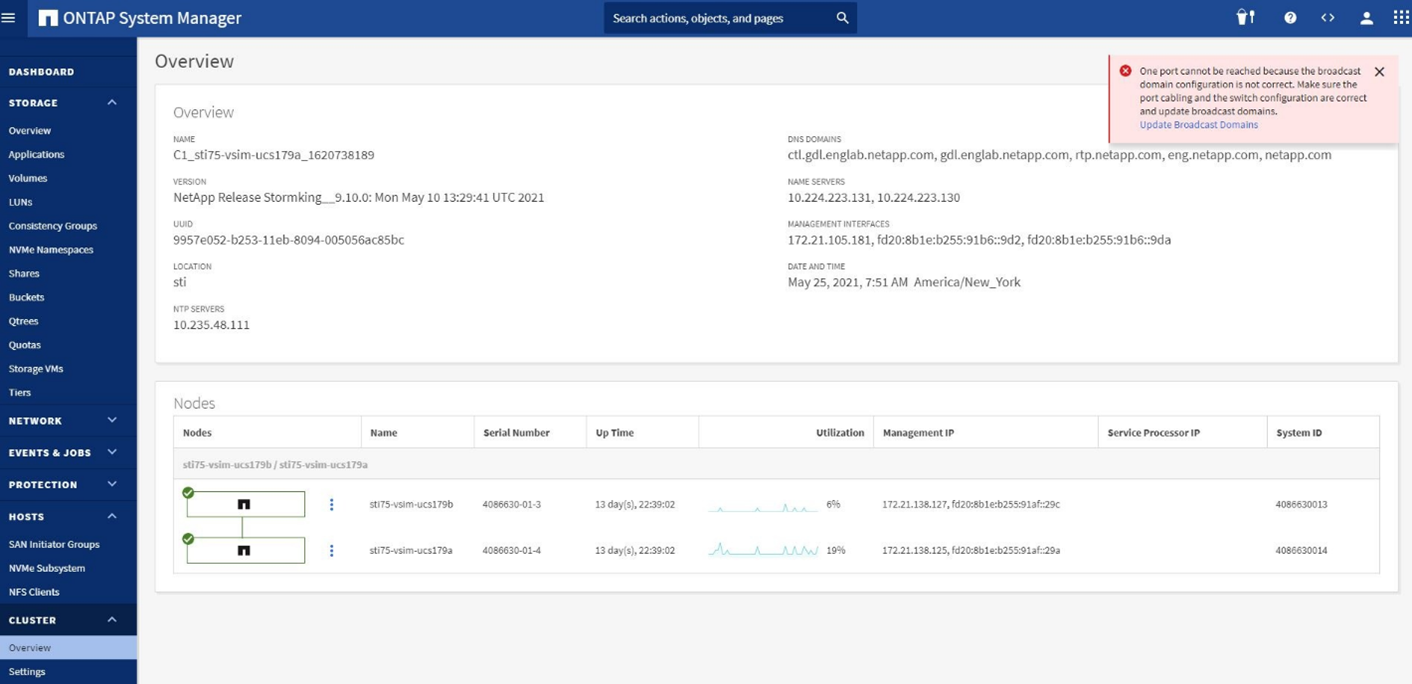 ONTAP System Manager
Search actions, objects, and pages
DASHBOARD
STORAGE
Overview
Applications
Volumes
LUNs
Consistency Groups
NVMe Namespaces
Shares
Buckets
Qtrees
Quotas
Storage VMs
Tiers
NETWORK
EVENTS & JOBS
PROTECTION
HOSTS
SAN Initiator Groups
NVMe Subsystem
NFS Clients
CLUSTER
Overview
Settings
Overview
One port cannot be reached because the broadcast
domain configuration is not correct. Make sure the
port cabling and the switch configuration are correct
and update broadcast domains.
Update Broadcast Domains
Overview
NAME
C1_sti75-vsim-ucs179a_1620738189
VERSION
NetApp Release Stormking__9.10.0: Mon May 10 13:29:41 UTC 2021
UUID
9957e052-b253-11eb-8094-005056ac85bc
LOCATION
sti
NTP SERVERS
10.235.48.111
DNS DOMAINS
ctl.gdl.englab.netapp.com, gdl.englab.netapp.com, rtp.netapp.com, eng.netapp.com, netapp.com
NAME SERVERS
10.224.223.131, 10.224.223.130
MANAGEMENT INTERFACES
172.21.105.181, fd20:8b1e:b255:91b6::9d2, fd20:8b1e:b255:91b6::9da
DATE AND TIME
May 25, 2021, 7:51 AM America/New_York
Nodes
Nodes Name Serial Number Up Time Utilization Management IP Service Processor IP System ID
sti75-vsim-ucs179b / sti75-vsim-ucs179a
sti75-vsim-ucs179b 4086630-01-3 13 day(s), 22:39:02 6% 172.21.138.127, fd20:8b1e:b255:91af::29c 4086630013
sti75-vsim-ucs179a 4086630-01-4 13 day(s), 22:39:02 19% 172.21.138.125, fd20:8b1e:b255:91af::29a 4086630014